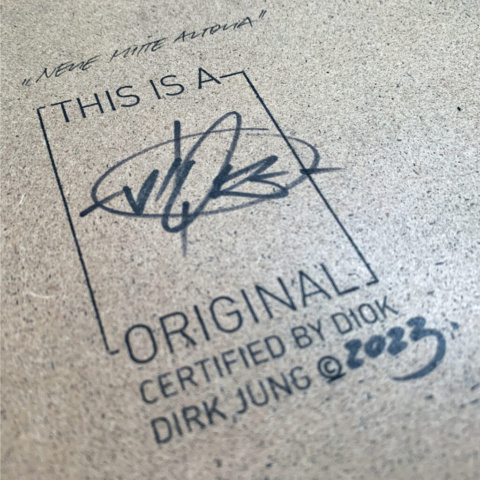 „NEUE MITTE ALTONA"
THIS IS A
ORIGINAL
CERTIFIED BY DIOK
DIRK JUNG © 2023